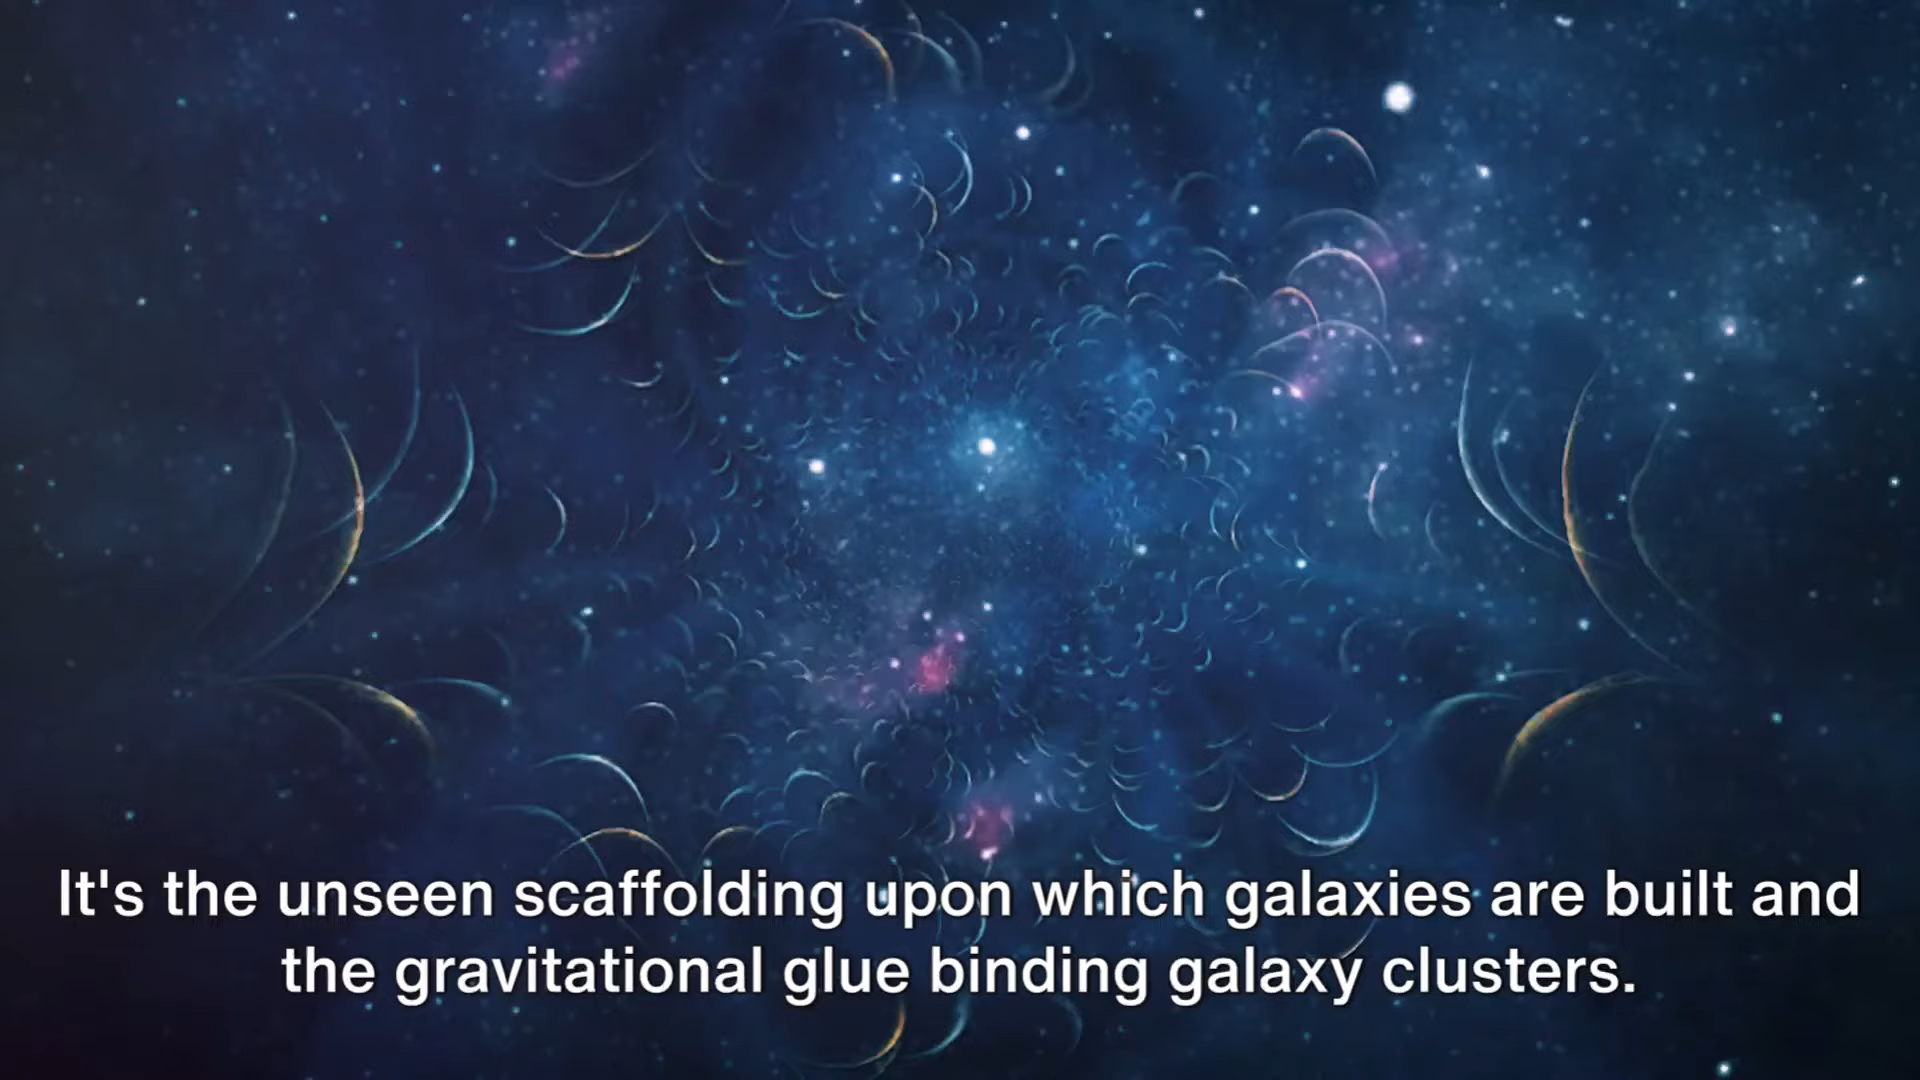 It's the unseen scaffolding upon which galaxies are built and
the gravitational glue binding galaxy clusters.